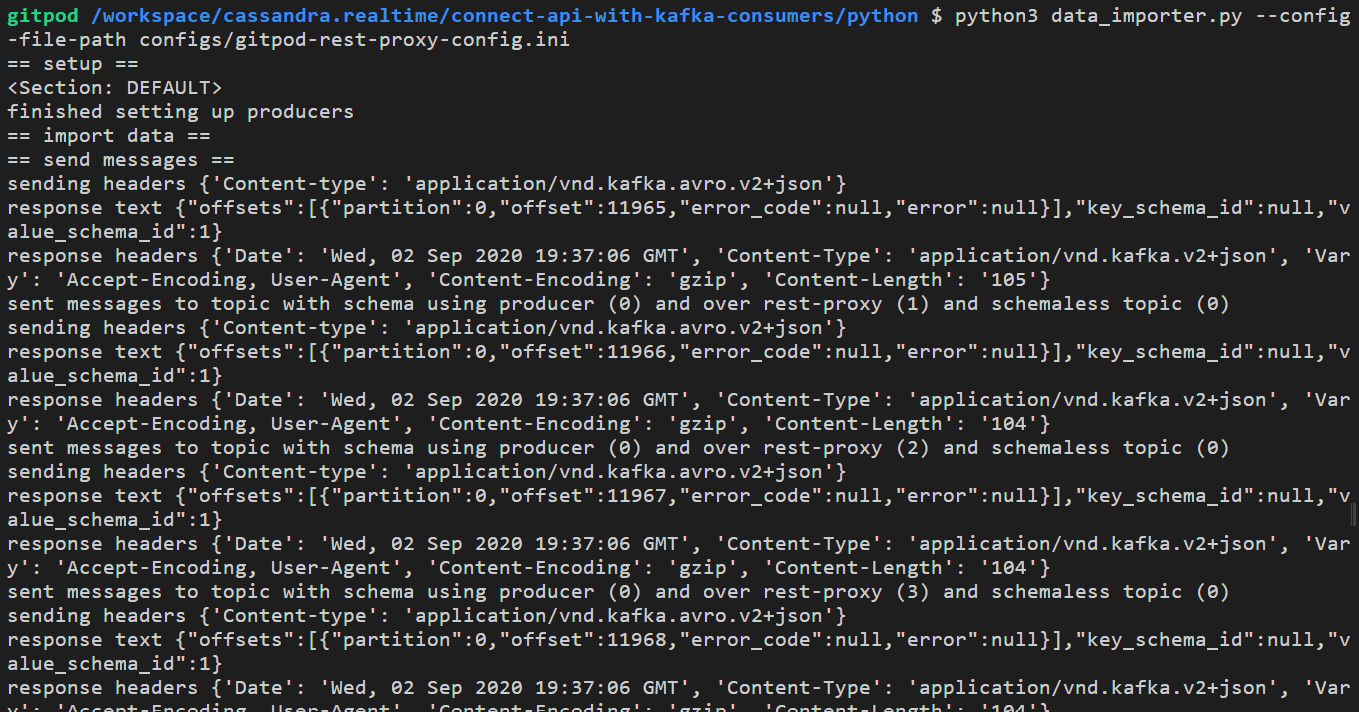 gitpod /workspace/cassandra.realtime/connect-api-with-kafka-consumers/python $ python3 data_importer.py --config
-file-path configs/gitpod-rest-proxy-config.ini
== setup ==
<Section: DEFAULT>
finished setting up producers
== import data ==
== send messages ==
sending headers {'Content-type': 'application/vnd.kafka.avro.v2+json'}
response text {"offsets":[{"partition":0,"offset":11965,"error_code":null,"error":null}],"key_schema_id":null,"v
alue_schema_id":1}
response headers {'Date': 'Wed, 02 Sep 2020 19:37:06 GMT', 'Content-Type': 'application/vnd.kafka.v2+json', 'Var
y': 'Accept-Encoding, User-Agent', 'Content-Encoding': 'gzip', 'Content-Length': '105'}
sent messages to topic with schema using producer (0) and over rest-proxy (1) and schemaless topic (0)
sending headers {'Content-type': 'application/vnd.kafka.avro.v2+json'}
response text {"offsets":[{"partition":0,"offset":11966,"error_code":null,"error":null}],"key_schema_id":null,"v
alue_schema_id":1}
response headers {'Date': 'Wed, 02 Sep 2020 19:37:06 GMT', 'Content-Type': 'application/vnd.kafka.v2+json', 'Var
y': 'Accept-Encoding, User-Agent', 'Content-Encoding': 'gzip', 'Content-Length': '104'}
sent messages to topic with schema using producer (0) and over rest-proxy (2) and schemaless topic (0)
sending headers {'Content-type': 'application/vnd.kafka.avro.v2+json'}
response text {"offsets":[{"partition":0,"offset":11967,"error_code":null,"error":null}],"key_schema_id":null,"v
alue_schema_id":1}
response headers {'Date': 'Wed, 02 Sep 2020 19:37:06 GMT', 'Content-Type': 'application/vnd.kafka.v2+json', 'Var
y': 'Accept-Encoding, User-Agent', 'Content-Encoding': 'gzip', 'Content-Length': '104'}
sent messages to topic with schema using producer (0) and over rest-proxy (3) and schemaless topic (0)
sending headers {'Content-type': 'application/vnd.kafka.avro.v2+json'}
response text {"offsets":[{"partition":0,"offset":11968,"error_code":null,"error":null}],"key_schema_id":null,"v
alue_schema_id":1}
response headers {'Date': 'Wed, 02 Sep 2020 19:37:06 GMT', 'Content-Type': 'application/vnd.kafka.v2+json', 'Var
y': 'Accept-Encoding, User-Agent', 'Content-Encoding': 'gzip', 'Content-Length': '104'}